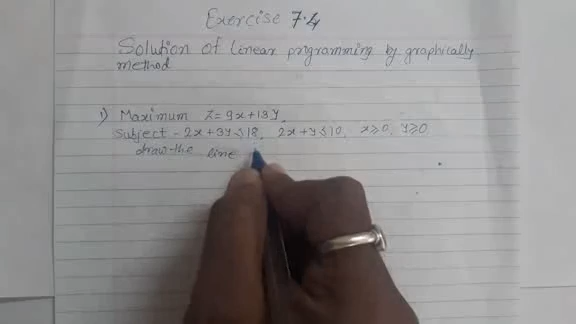 Exercise 7.4
Solution of linear programming by graphically
method
1) Maximum Z = 9x + 13y.
Subject - 2x + 3y ≤ 18, 2x + y ≤ 10, x ≥ 0, y ≥ 0
draw the line